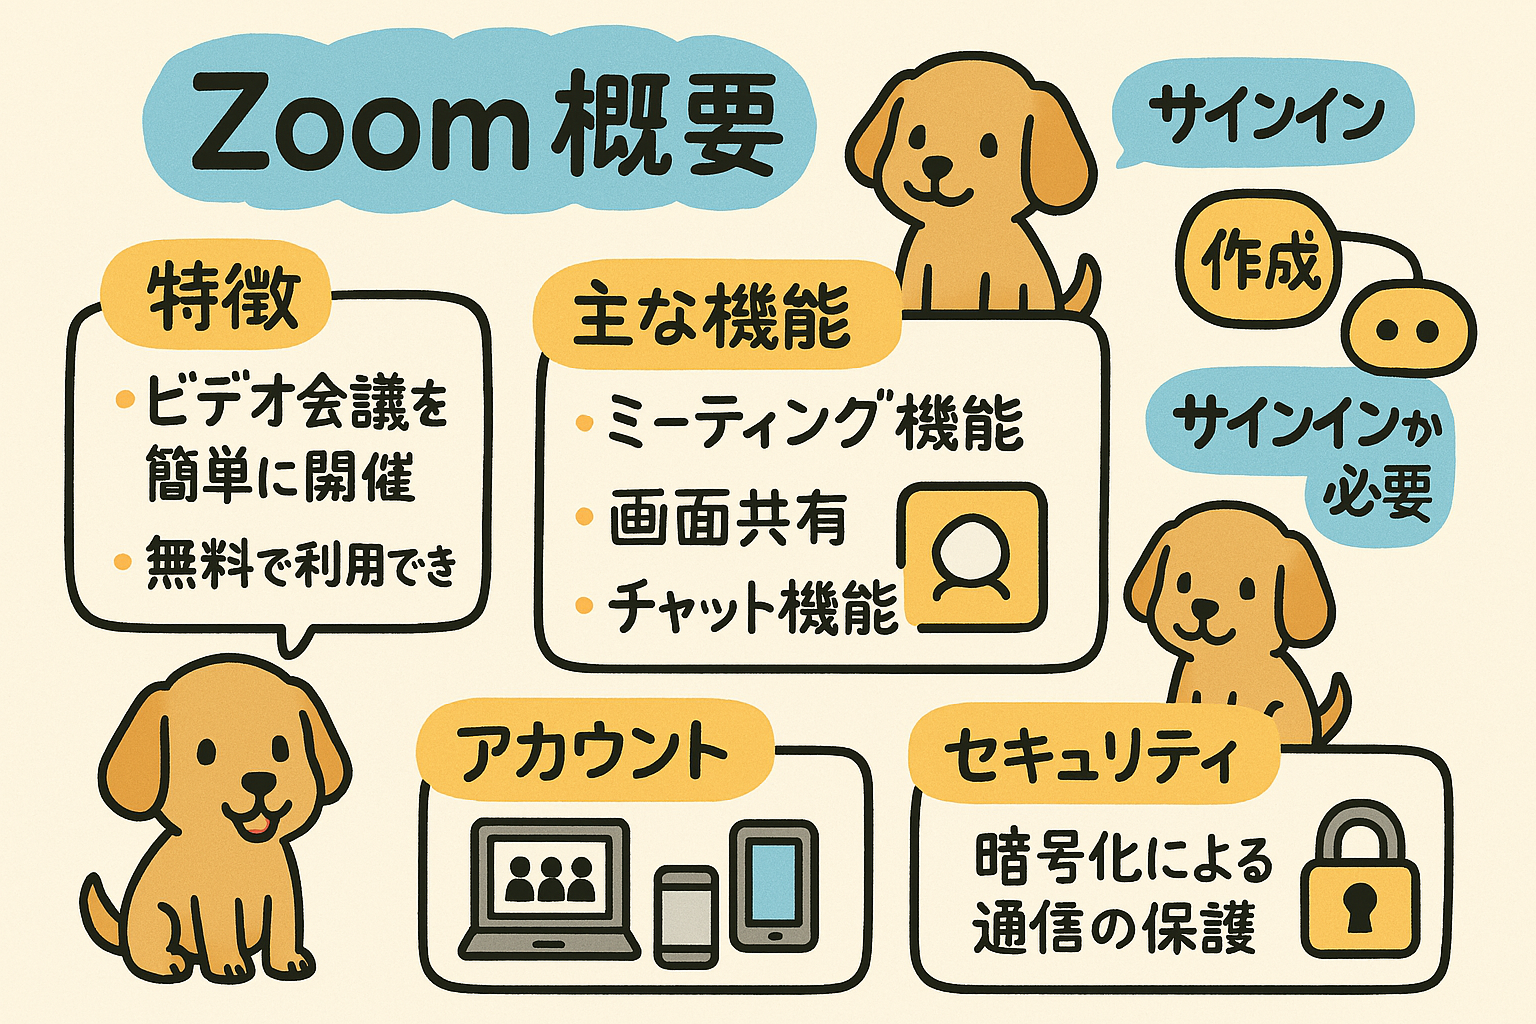 Zoom概要
サインイン
作成
特徴
・ビデオ会議を
簡単に開催
・無料で利用でき
主な機能
・ミーティング機能
・画面共有
・チャット機能
サインインか
必要
アカウント
セキュリティ
暗号化による
通信の保護